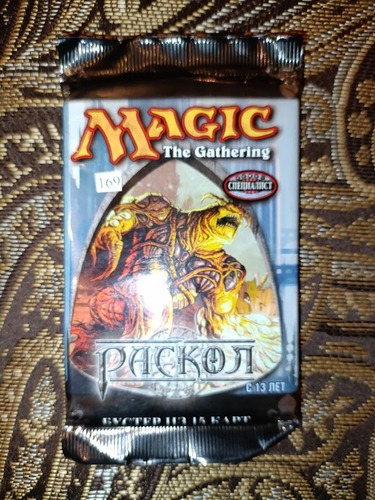 MAGIC
The Gathering
169
СПЕЦИАЛИСТ
РАСКОЛ
С 13 ЛЕТ
БУСТЕР ИЗ 15 КАРТ